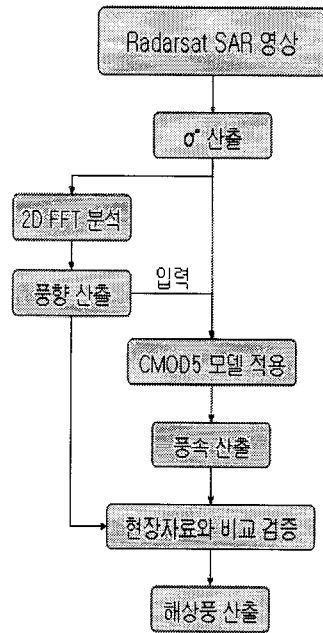 Radarsat SAR 영상
σ° 산출
2D FFT 분석
입력
풍향 산출
CMOD5 모델 적용
풍속 산출
현장자료와 비교 검증
해상풍 산출